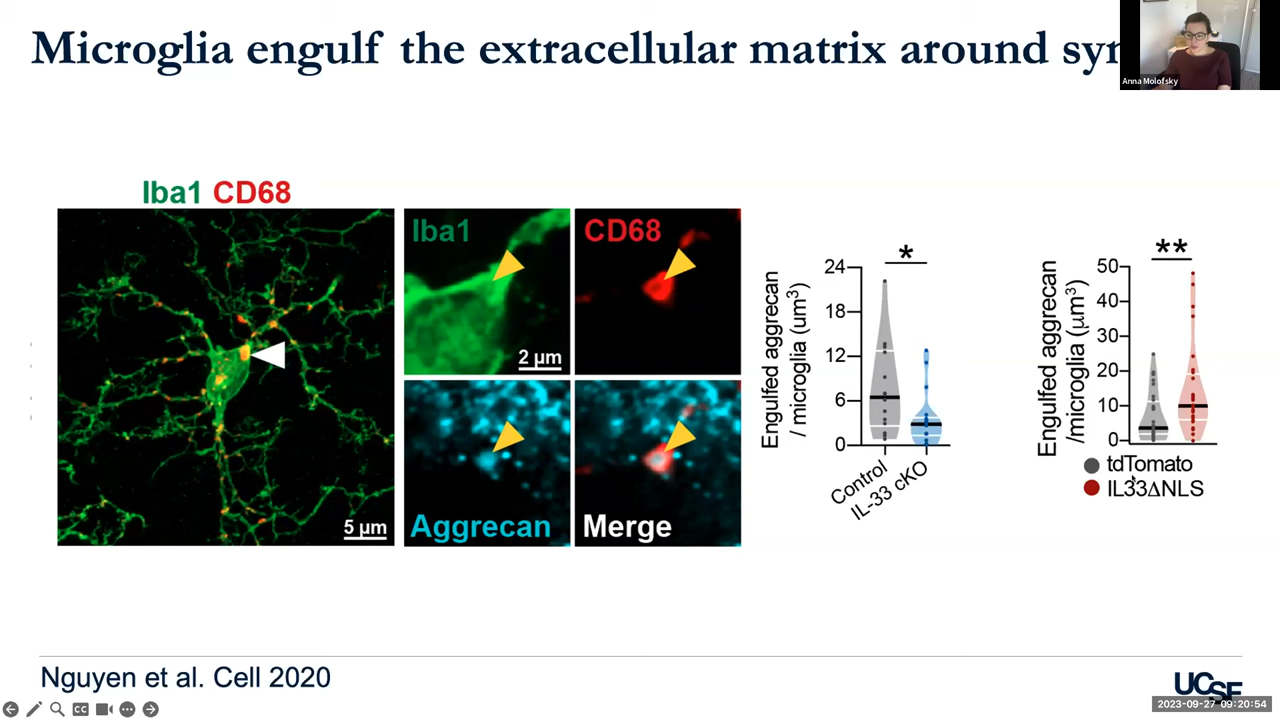 Microglia engulf the extracellular matrix around
Anna Molofsky
Iba1 CD68
5 µm
Iba1
2 µm
CD68
Aggrecan
Merge
Engulfed aggrecan
/ microglia (um3)
24
18
12
6
0
*
Control
IL-33 cKO
Engulfed aggrecan
/microglia (µm3)
50
40
30
20
10
0
**
tdTomato
IL33ΔNLS
Nguyen et al. Cell 2020
UCSF
CC
2023-09-27 09:20:54